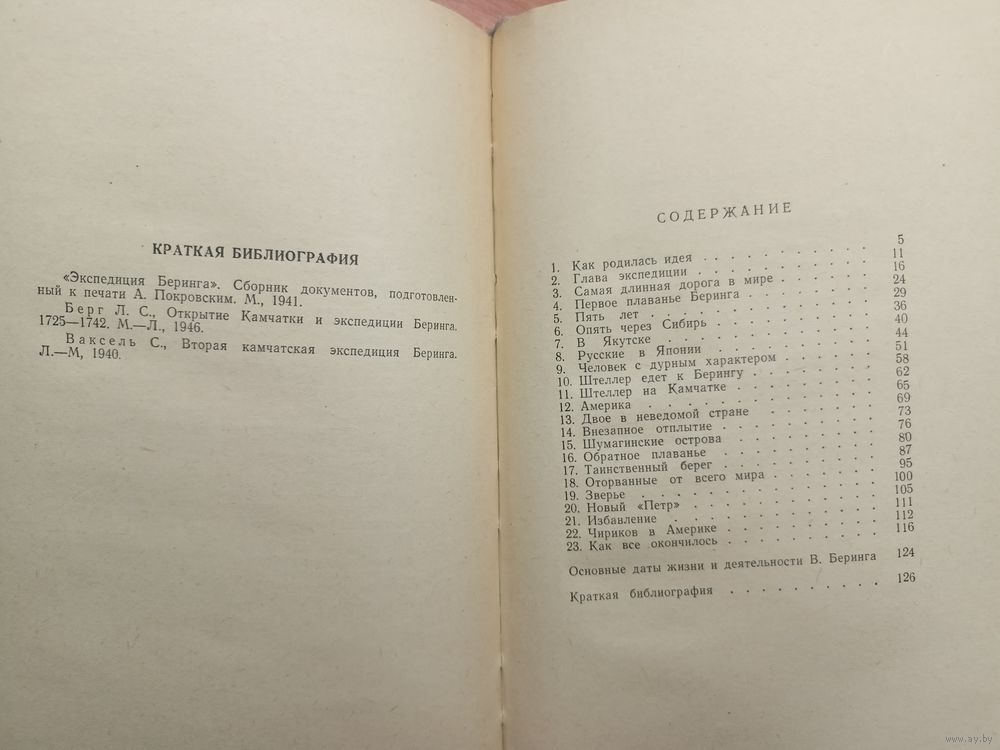 КРАТКАЯ БИБЛИОГРАФИЯ
«Экспедиция Беринга». Сборник документов, подготовлен-
ный к печати А. Покровским. М., 1941.
Берг Л. С., Открытие Камчатки и экспедиции Беринга.
1725—1742. М.—Л., 1946.
Ваксель С., Вторая камчатская экспедиция Беринга.
Л.—М, 1940.
СОДЕРЖАНИЕ
1. Как родилась идея . . . . . . . . 5
2. Глава экспедиции . . . . . . . . 11
3. Самая длинная дорога в мире . . . . . 16
4. Первое плаванье Беринга . . . . . . 24
5. Пять лет . . . . . . . . . . 29
6. Опять через Сибирь . . . . . . . . 36
7. В Якутске . . . . . . . . . . 40
8. Русские в Японии . . . . . . . . 44
9. Человек с дурным характером . . . . . 51
10. Штеллер едет к Берингу . . . . . . 58
11. Штеллер на Камчатке . . . . . . . 62
12. Америка . . . . . . . . . . 65
13. Двое в неведомой стране . . . . . . 69
14. Внезапное отплытие . . . . . . . 73
15. Шумагинские острова . . . . . . . 76
16. Обратное плаванье . . . . . . . . 80
17. Таинственный берег . . . . . . . 87
18. Оторванные от всего мира . . . . . . 95
19. Зверье . . . . . . . . . . 100
20. Новый «Петр» . . . . . . . . . 105
21. Избавление . . . . . . . . . 111
22. Чириков в Америке . . . . . . . . 112
23. Как все окончилось . . . . . . . . 116
Основные даты жизни и деятельности В. Беринга 124
Краткая библиография . . . . . . . . . . 126
www.ay.by